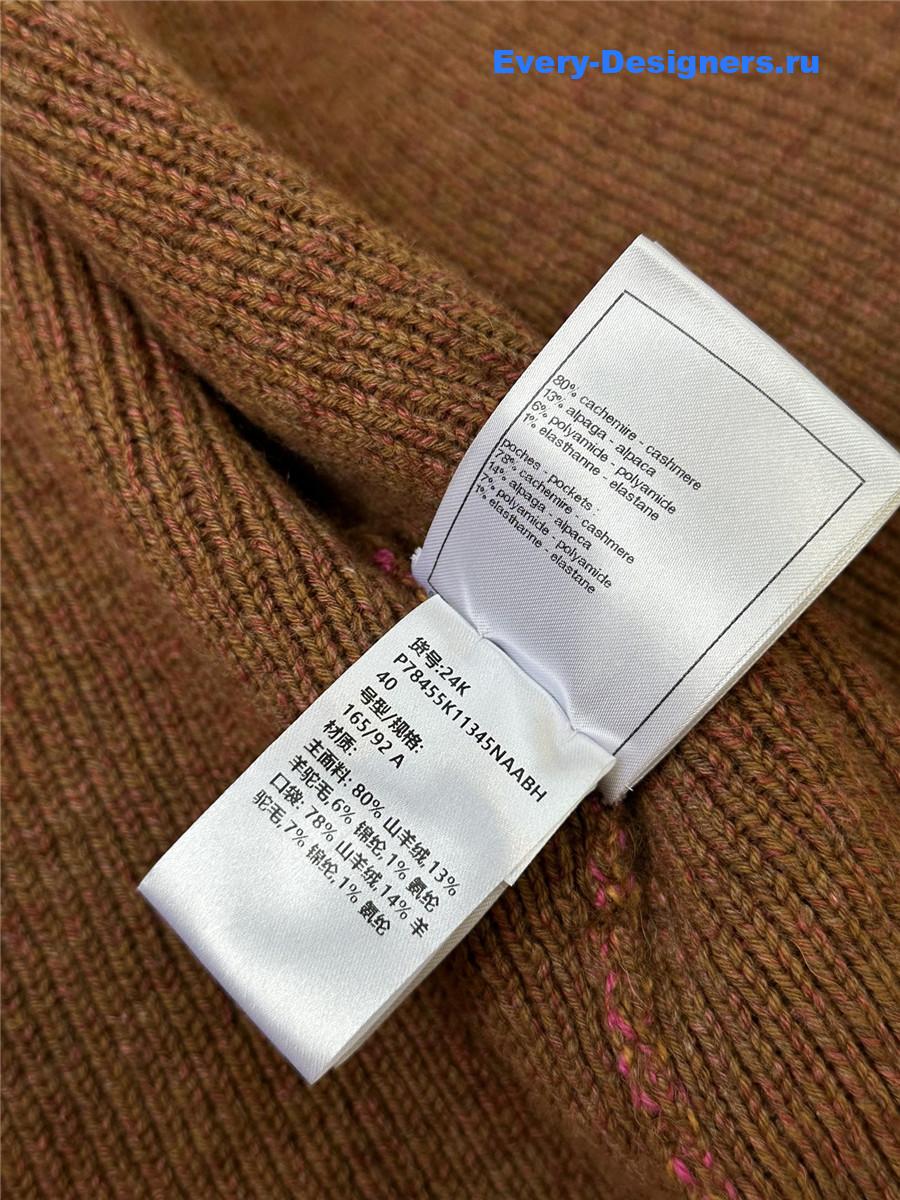 Every-Designers.ru
80% cachemire - cashmere
13% alpaga - alpaca
6% polyamide - polyamide
1% elasthanne - elastane
poches - pockets :
78% cachemire - cashmere
14% alpaga - alpaca
7% polyamide - polyamide
1% elasthanne - elastane
货号:24K
P78455K11345NAABH
40
号型/规格:
165/92 A
材质:
主面料: 80% 山羊绒,13%
羊驼毛,6% 锦纶,1% 氨纶
口袋: 78% 山羊绒,14% 羊
驼毛,7% 锦纶,1% 氨纶